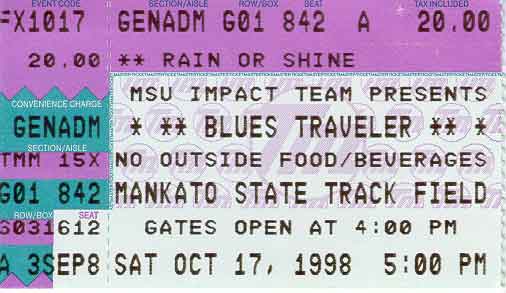 EVENT CODE SECTION/AISLE ROW/BOX SEAT TAX INCLUDED
FX1017 GENADM G01 842 A 20.00
20.00 ** RAIN OR SHINE
MSU IMPACT TEAM PRESENTS
CONVENIENCE CHARGE
GENADM * ** BLUES TRAVELER ** *
SECTION/AISLE
TMM 15X NO OUTSIDE FOOD/BEVERAGES
G01 842 MANKATO STATE TRACK FIELD
ROW/BOX SEAT
S031612 GATES OPEN AT 4:00 PM
A 3SEP8 SAT OCT 17, 1998 5:00 PM